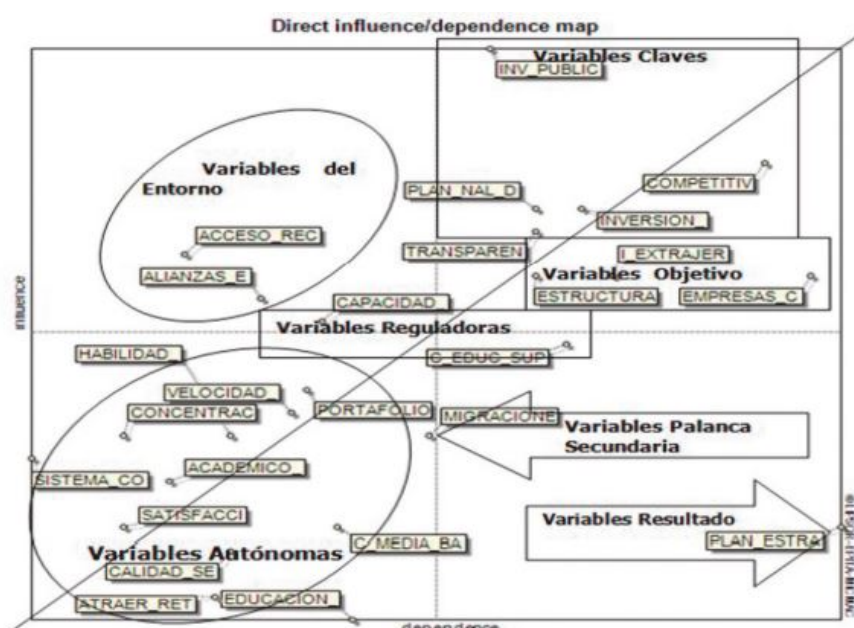 Direct influence/dependence map
Variables Claves
INV_PUBLIC
Variables del
Entorno
COMPETITIV
PLAN_NAL_D
INVERSION_
ACCESO_REC
TRANSPAREN
I_EXTRAJER
ALIANZAS_E
Variables Objetivo
ESTRUCTURA
EMPRESAS_C
CAPACIDAD_
Variables Reguladoras
influence
HABILIDAD_
C_EDUC_SUP
VELOCIDAD_
CONCENTRAC
PORTAFOLIO
MIGRACIONE
Variables Palanca
Secundaria
ACADEMICO_
SISTEMA_CO
SATISFACCI
Variables Resultado
Variables Autónomas
C_MEDIA_BA
PLAN_ESTRA
CALIDAD_SE
ATRAER_RET
EDUCACION_
dependence